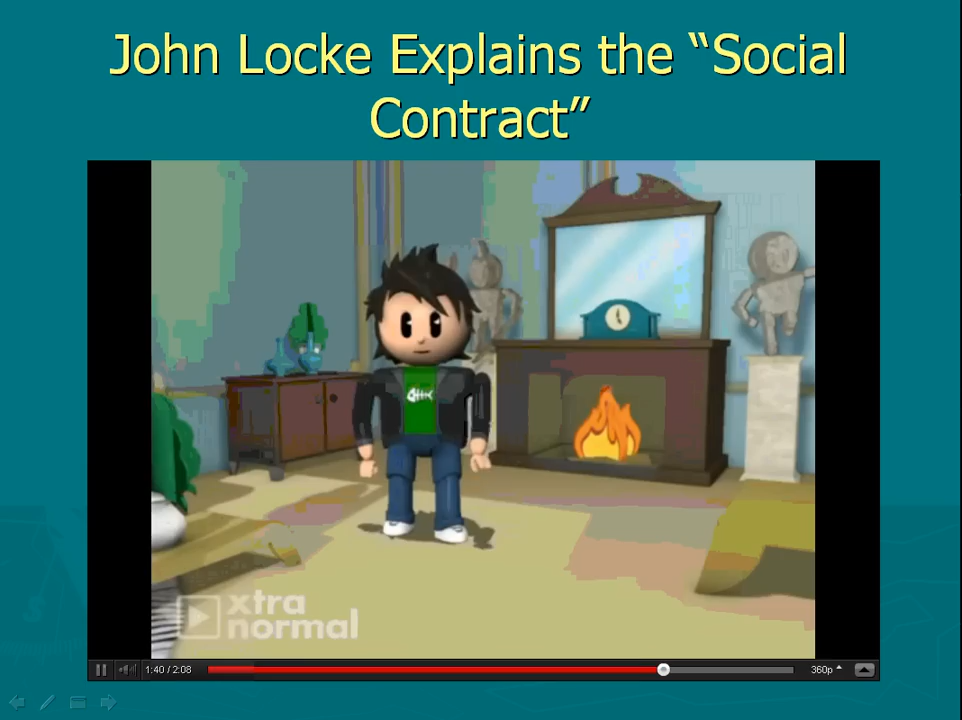 John Locke Explains the “Social
Contract”
xtra
normal
1:40 / 2:08
360p